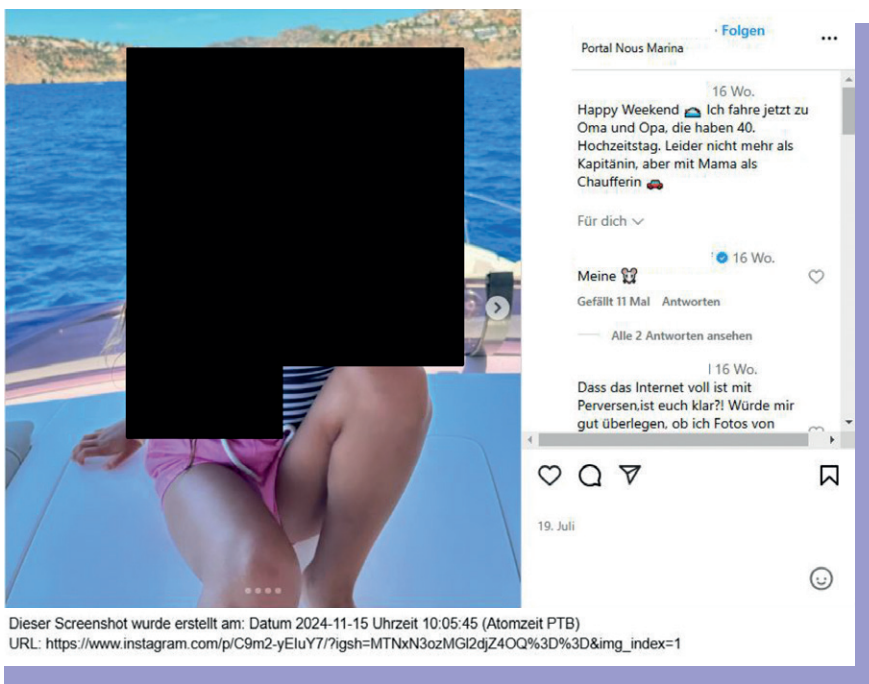 · Folgen
Portal Nous Marina
16 Wo.
Happy Weekend 🛥️ Ich fahre jetzt zu
Oma und Opa, die haben 40.
Hochzeitstag. Leider nicht mehr als
Kapitänin, aber mit Mama als
Chaufferin 🚗
Für dich
16 Wo.
Meine 🐭
Gefällt 11 Mal Antworten
Alle 2 Antworten ansehen
16 Wo.
Dass das Internet voll ist mit
Perversen,ist euch klar?! Würde mir
gut überlegen, ob ich Fotos von
19. Juli
Dieser Screenshot wurde erstellt am: Datum 2024-11-15 Uhrzeit 10:05:45 (Atomzeit PTB)
URL: https://www.instagram.com/p/C9m2-yEIuY7/?igsh=MTNxN3ozMGl2djZ4OQ%3D%3D&img_index=1